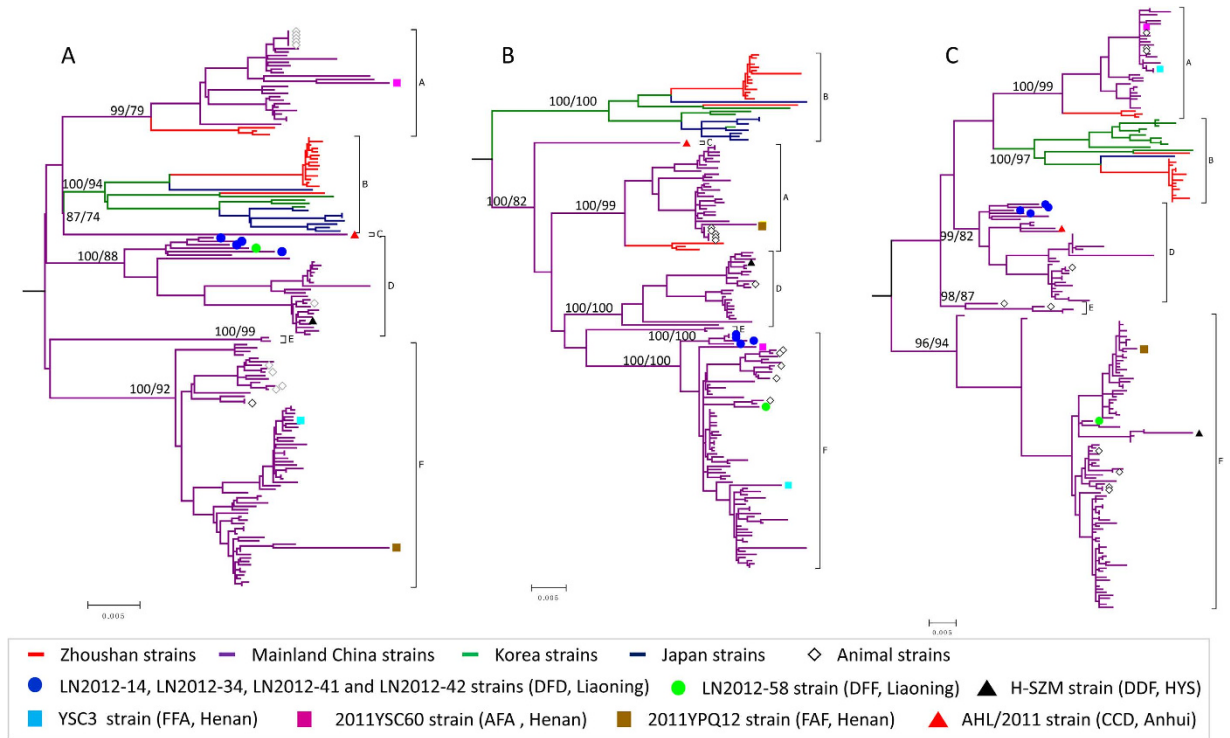 A
B
C
99/79
A
100/94
87/74
B
C
100/88
D
100/99
E
100/92
F
0.005
100/100
B
C
100/82
100/99
A
100/100
D
E
100/100
100/100
F
0.005
100/99
A
100/97
B
99/82
D
98/87
E
96/94
F
0.005
Zhoushan strains Mainland China strains Korea strains Japan strains Animal strains
LN2012-14, LN2012-34, LN2012-41 and LN2012-42 strains (DFD, Liaoning) LN2012-58 strain (DFF, Liaoning) H-SZM strain (DDF, HYS)
YSC3 strain (FFA, Henan) 2011YSC60 strain (AFA , Henan) 2011YPQ12 strain (FAF, Henan) AHL/2011 strain (CCD, Anhui)